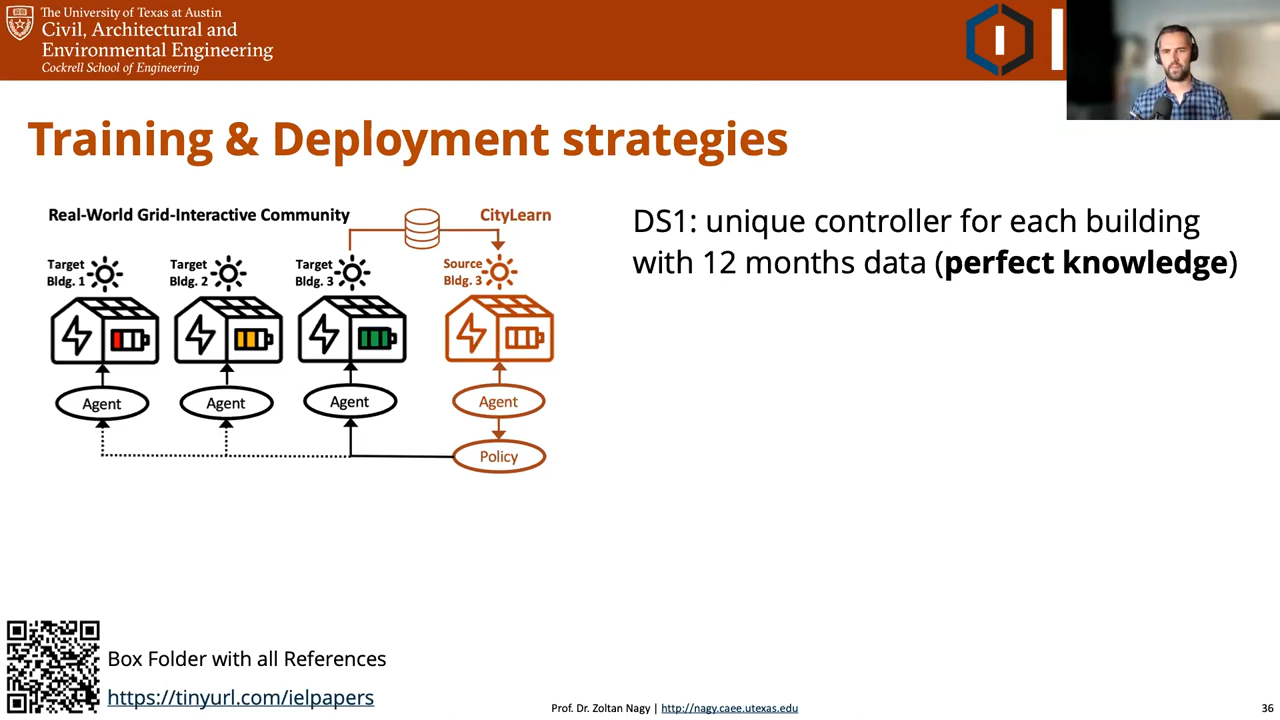 The University of Texas at Austin
Civil, Architectural and
Environmental Engineering
Cockrell School of Engineering
I
Training & Deployment strategies
Real-World Grid-Interactive Community
CityLearn
Target
Bldg. 1
Target
Bldg. 2
Target
Bldg. 3
Source
Bldg. 3
Agent
Agent
Agent
Agent
Policy
DS1: unique controller for each building
with 12 months data (perfect knowledge)
Box Folder with all References
https://tinyurl.com/ielpapers
Prof. Dr. Zoltan Nagy | http://nagy.caee.utexas.edu
36